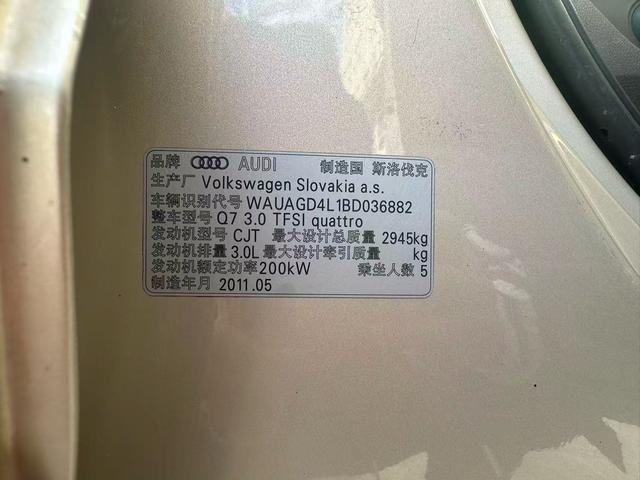 品牌 AUDI 制造国 斯洛伐克
生产厂 Volkswagen Slovakia a.s.
车辆识别代号 WAUAGD4L1BD036882
整车型号 Q7 3.0 TFSI quattro
发动机型号 CJT 最大设计总质量 2945kg
发动机排量 3.0L 最大设计牵引质量 kg
发动机额定功率 200kW 乘坐人数 5
制造年月 2011.05